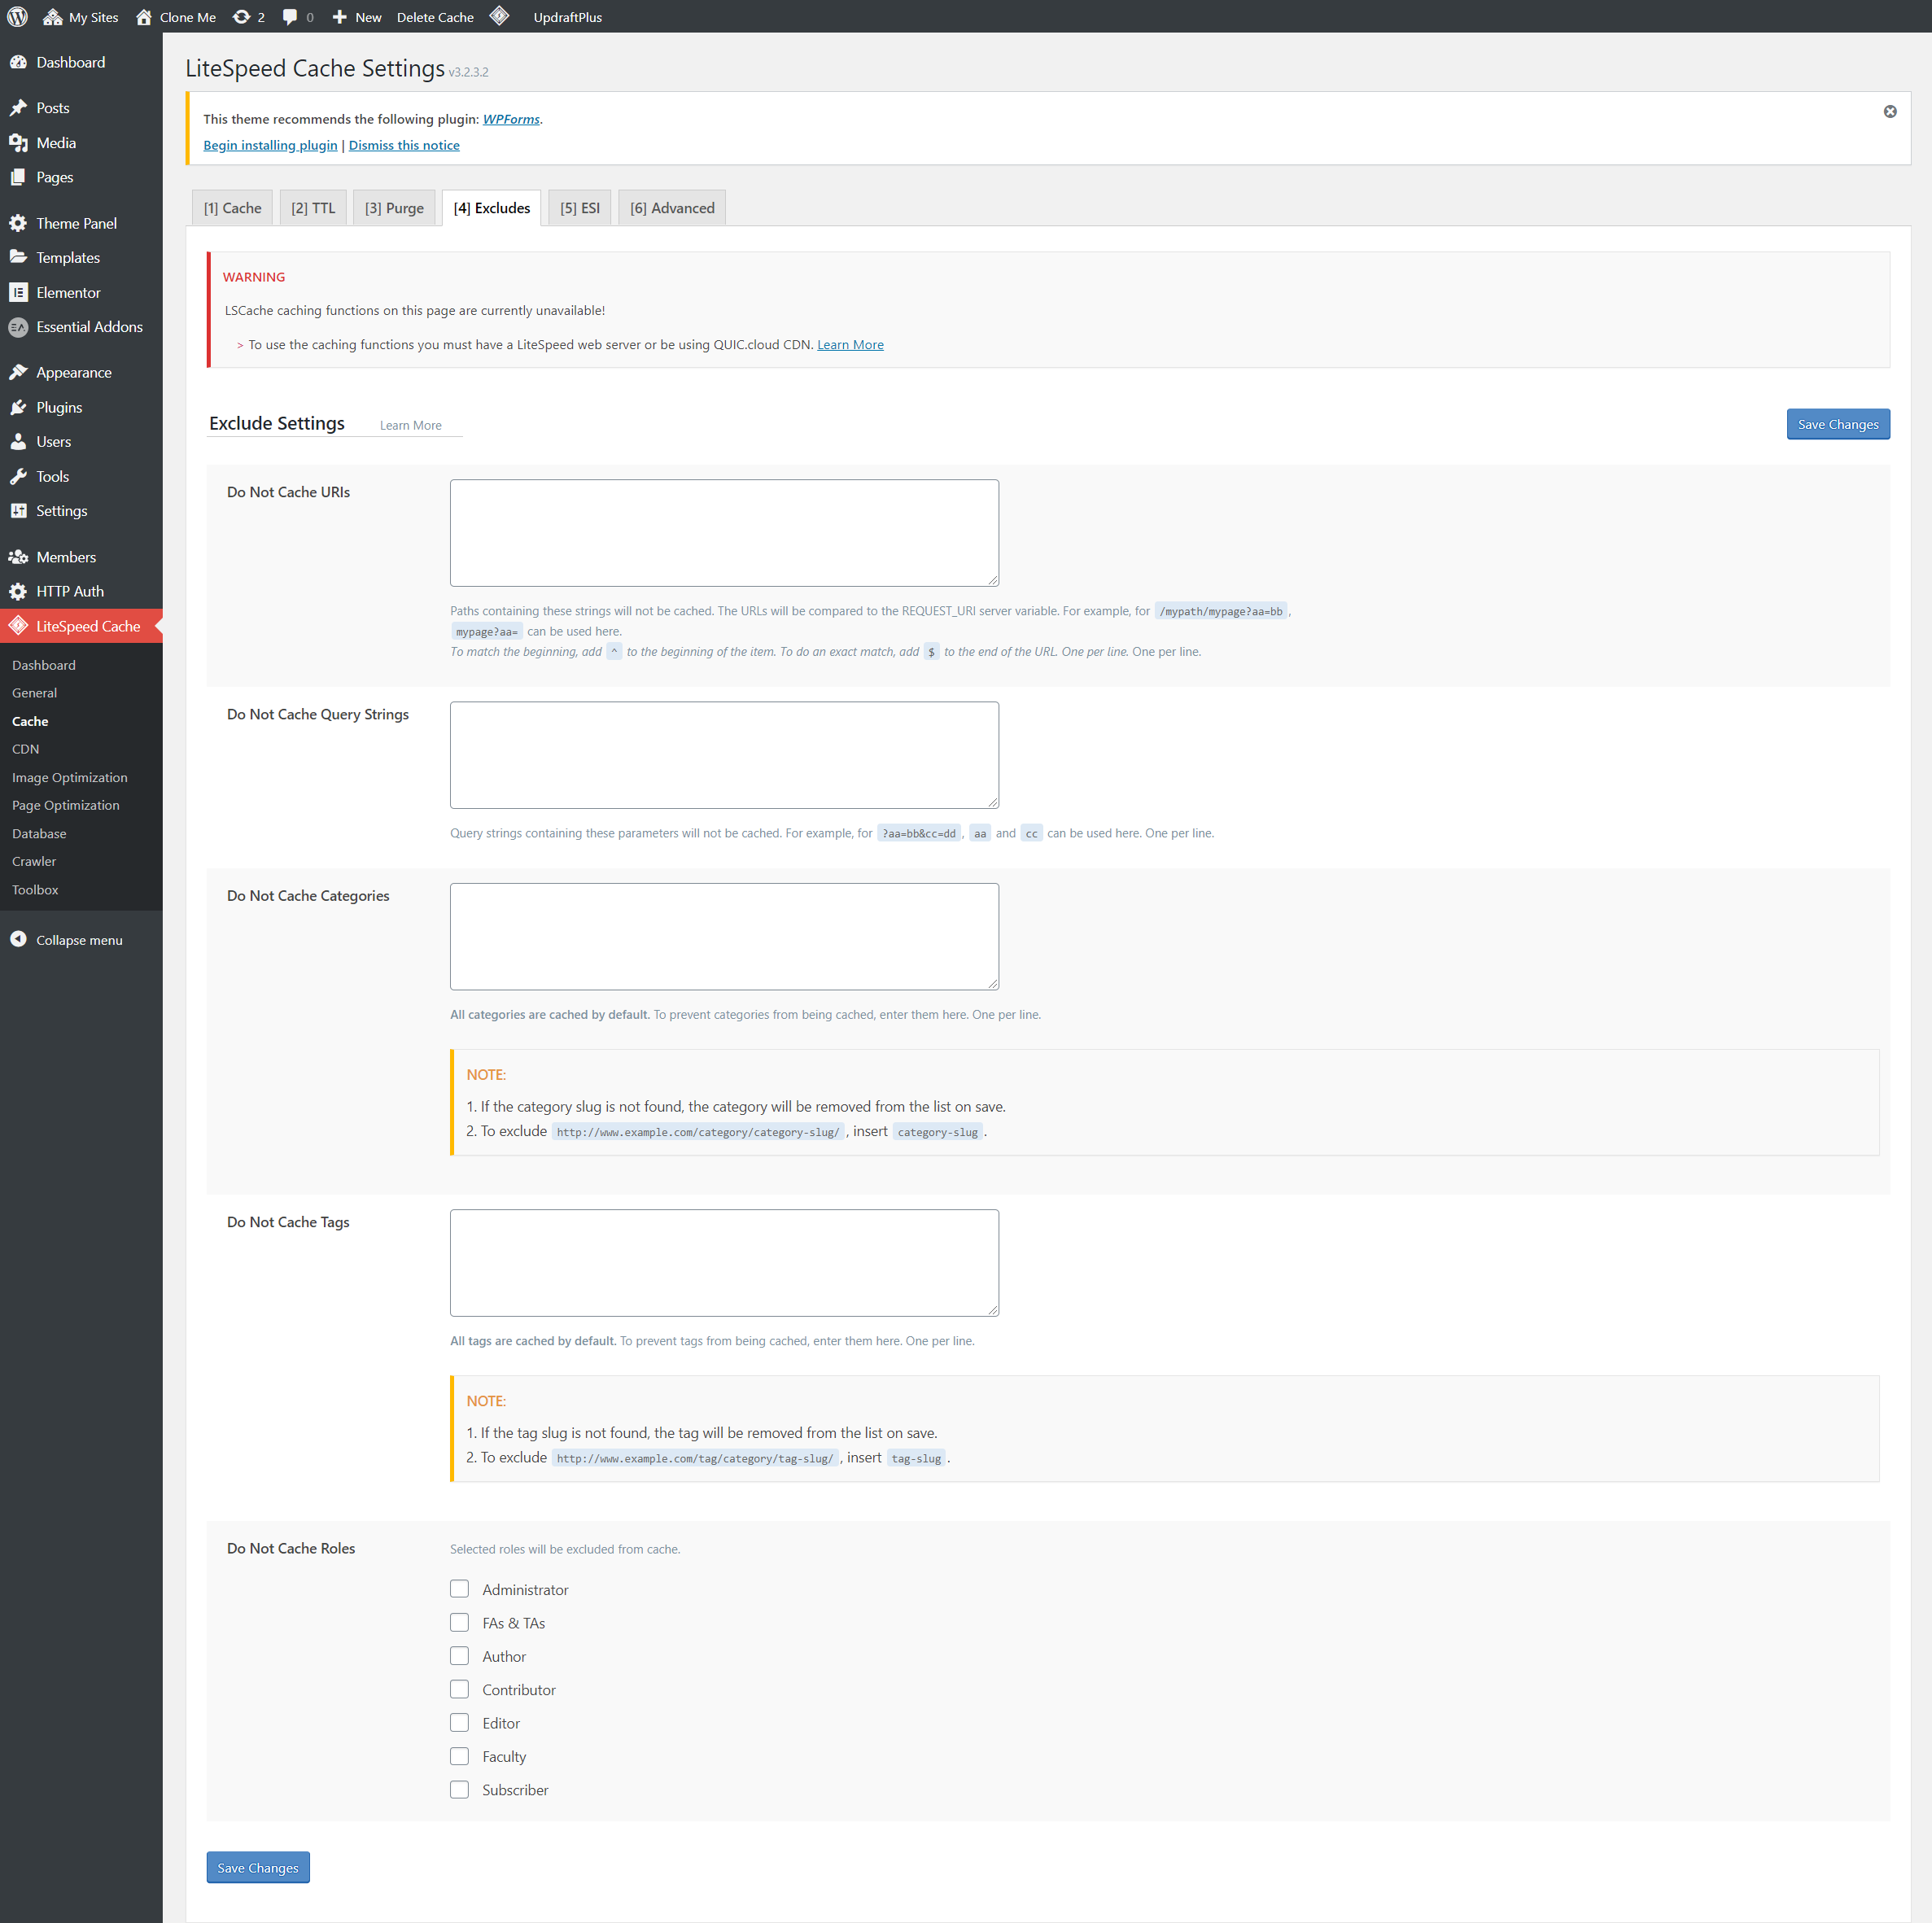 My Sites Clone Me 2 0 New Delete Cache UpdraftPlus
Dashboard
Posts
Media
Pages
Theme Panel
Templates
Elementor
Essential Addons
Appearance
Plugins
Users
Tools
Settings
Members
HTTP Auth
LiteSpeed Cache
Dashboard
General
Cache
CDN
Image Optimization
Page Optimization
Database
Crawler
Toolbox
Collapse menu
LiteSpeed Cache Settings v3.2.3.2
This theme recommends the following plugin: WPForms.
Begin installing plugin | Dismiss this notice
[1] Cache [2] TTL [3] Purge [4] Excludes [5] ESI [6] Advanced
WARNING
LSCache caching functions on this page are currently unavailable!
> To use the caching functions you must have a LiteSpeed web server or be using QUIC.cloud CDN. Learn More
Exclude Settings Learn More Save Changes
Do Not Cache URIs
Paths containing these strings will not be cached. The URLs will be compared to the REQUEST_URI server variable. For example, for /mypath/mypage?aa=bb,
mypage?aa= can be used here.
To match the beginning, add ^ to the beginning of the item. To do an exact match, add $ to the end of the URL. One per line. One per line.
Do Not Cache Query Strings
Query strings containing these parameters will not be cached. For example, for ?aa=bb&cc=dd, aa and cc can be used here. One per line.
Do Not Cache Categories
All categories are cached by default. To prevent categories from being cached, enter them here. One per line.
NOTE:
1. If the category slug is not found, the category will be removed from the list on save.
2. To exclude http://www.example.com/category/category-slug/, insert category-slug.
Do Not Cache Tags
All tags are cached by default. To prevent tags from being cached, enter them here. One per line.
NOTE:
1. If the tag slug is not found, the tag will be removed from the list on save.
2. To exclude http://www.example.com/tag/category/tag-slug/, insert tag-slug.
Do Not Cache Roles
Selected roles will be excluded from cache.
Administrator
FAs & TAs
Author
Contributor
Editor
Faculty
Subscriber
Save Changes